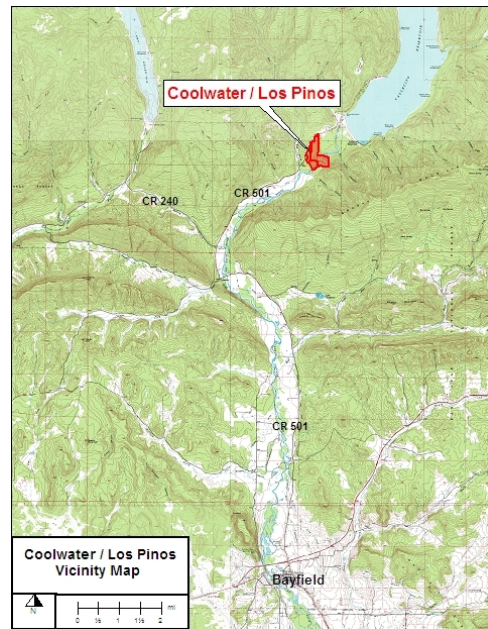 Coolwater / Los Pinos
CR 501
CR 240
CR 501
Bayfield
Coolwater / Los Pinos
Vicinity Map
N
0 ½ 1 1½ 2 mi